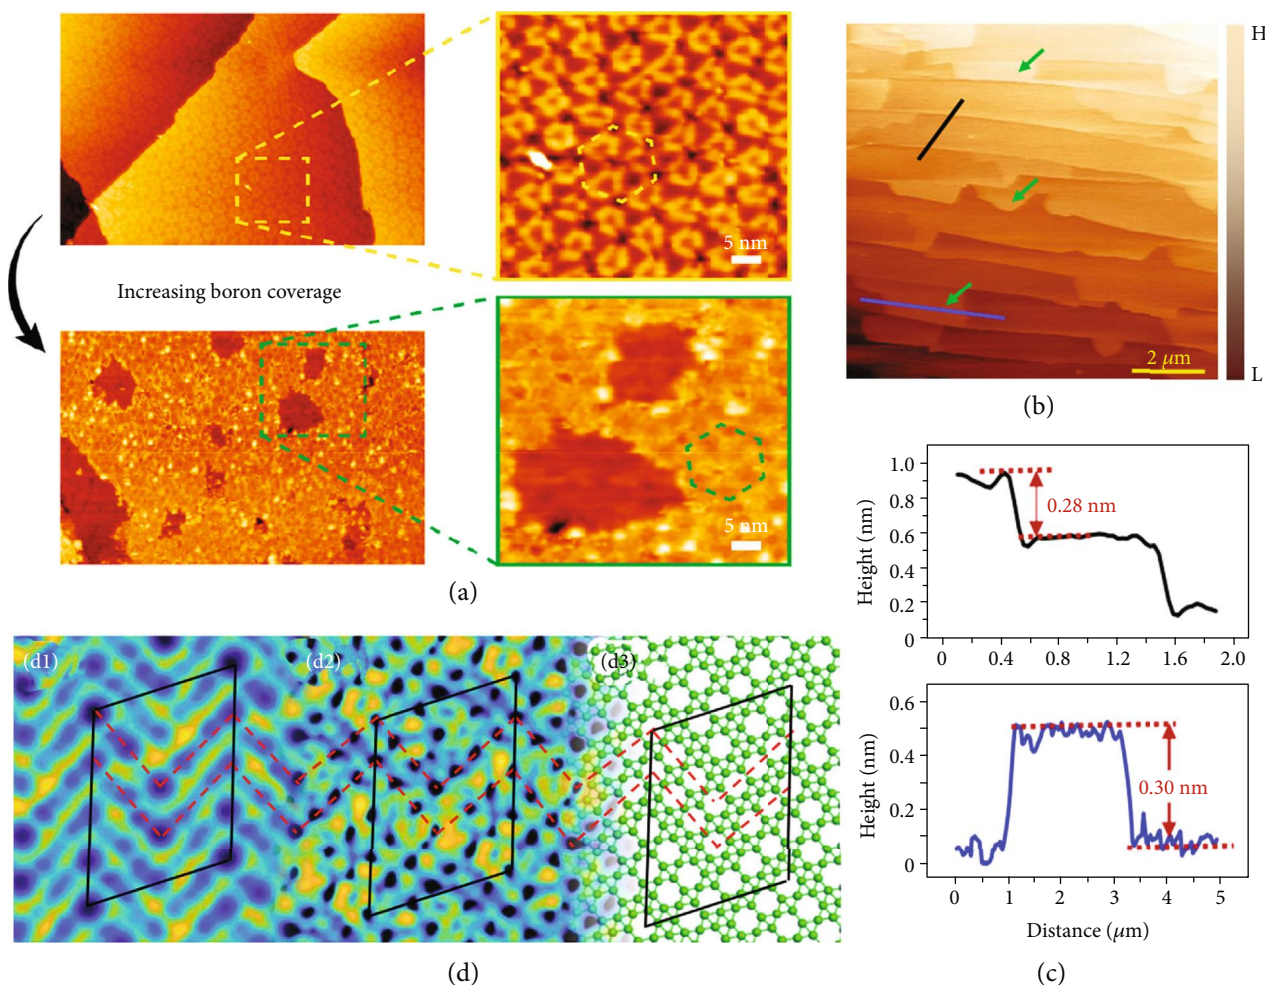 5 nm
Increasing boron coverage
5 nm
(a)
H
2 μm
L
(b)
1.0
0.8
0.6
0.4
0.2
0
Height (nm)
0.28 nm
0 0.4 0.8 1.2 1.6 2.0
0.6
0.4
0.2
0
Height (nm)
0.30 nm
0 1 2 3 4 5
Distance (μm)
(c)
(d1) (d2) (d3)
(d)